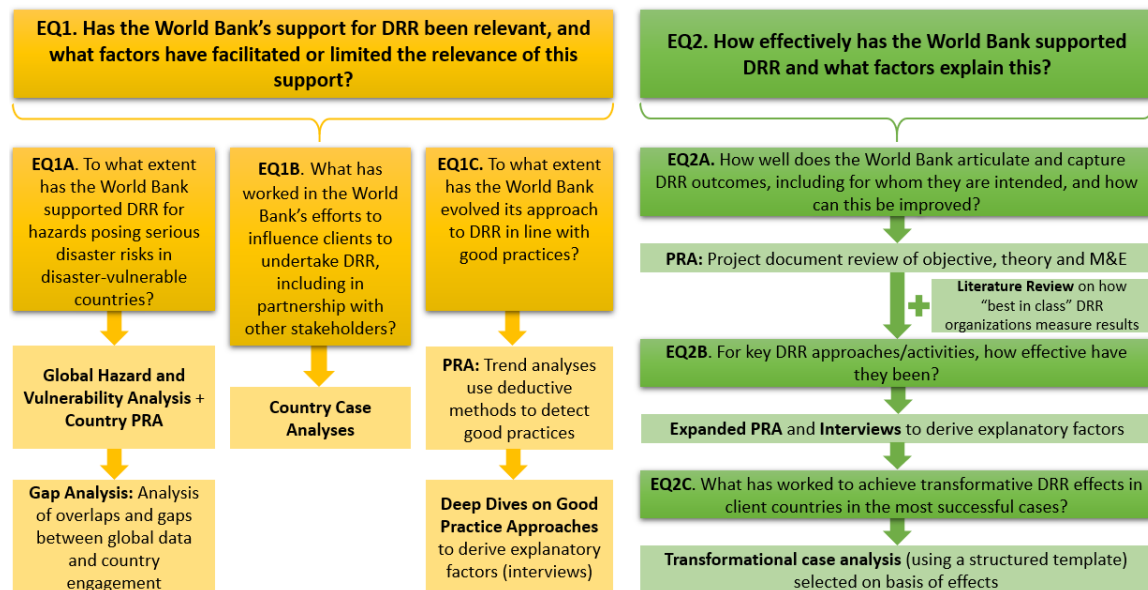 EQ1. Has the World Bank's support for DRR been relevant, and
what factors have facilitated or limited the relevance of this
support?
EQ1A. To what extent
has the World Bank
supported DRR for
hazards posing serious
disaster risks in
disaster-vulnerable
countries?
Global Hazard and
Vulnerability Analysis +
Country PRA
Gap Analysis: Analysis
of overlaps and gaps
between global data
and country
engagement
EQ1B. What has
worked in the World
Bank's efforts to
influence clients to
undertake DRR,
including in
partnership with
other stakeholders?
Country Case
Analyses
EQ1C. To what extent
has the World Bank
evolved its approach
to DRR in line with
good practices?
PRA: Trend analyses
use deductive
methods to detect
good practices
Deep Dives on Good
Practice Approaches
to derive explanatory
factors (interviews)
EQ2. How effectively has the World Bank supported
DRR and what factors explain this?
EQ2A. How well does the World Bank articulate and capture
DRR outcomes, including for whom they are intended, and how
can this be improved?
PRA: Project document review of objective, theory and M&E
Literature Review on how
"best in class" DRR
organizations measure results
EQ2B. For key DRR approaches/activities, how effective have
they been?
Expanded PRA and Interviews to derive explanatory factors
EQ2C. What has worked to achieve transformative DRR effects in
client countries in the most successful cases?
Transformational case analysis (using a structured template)
selected on basis of effects